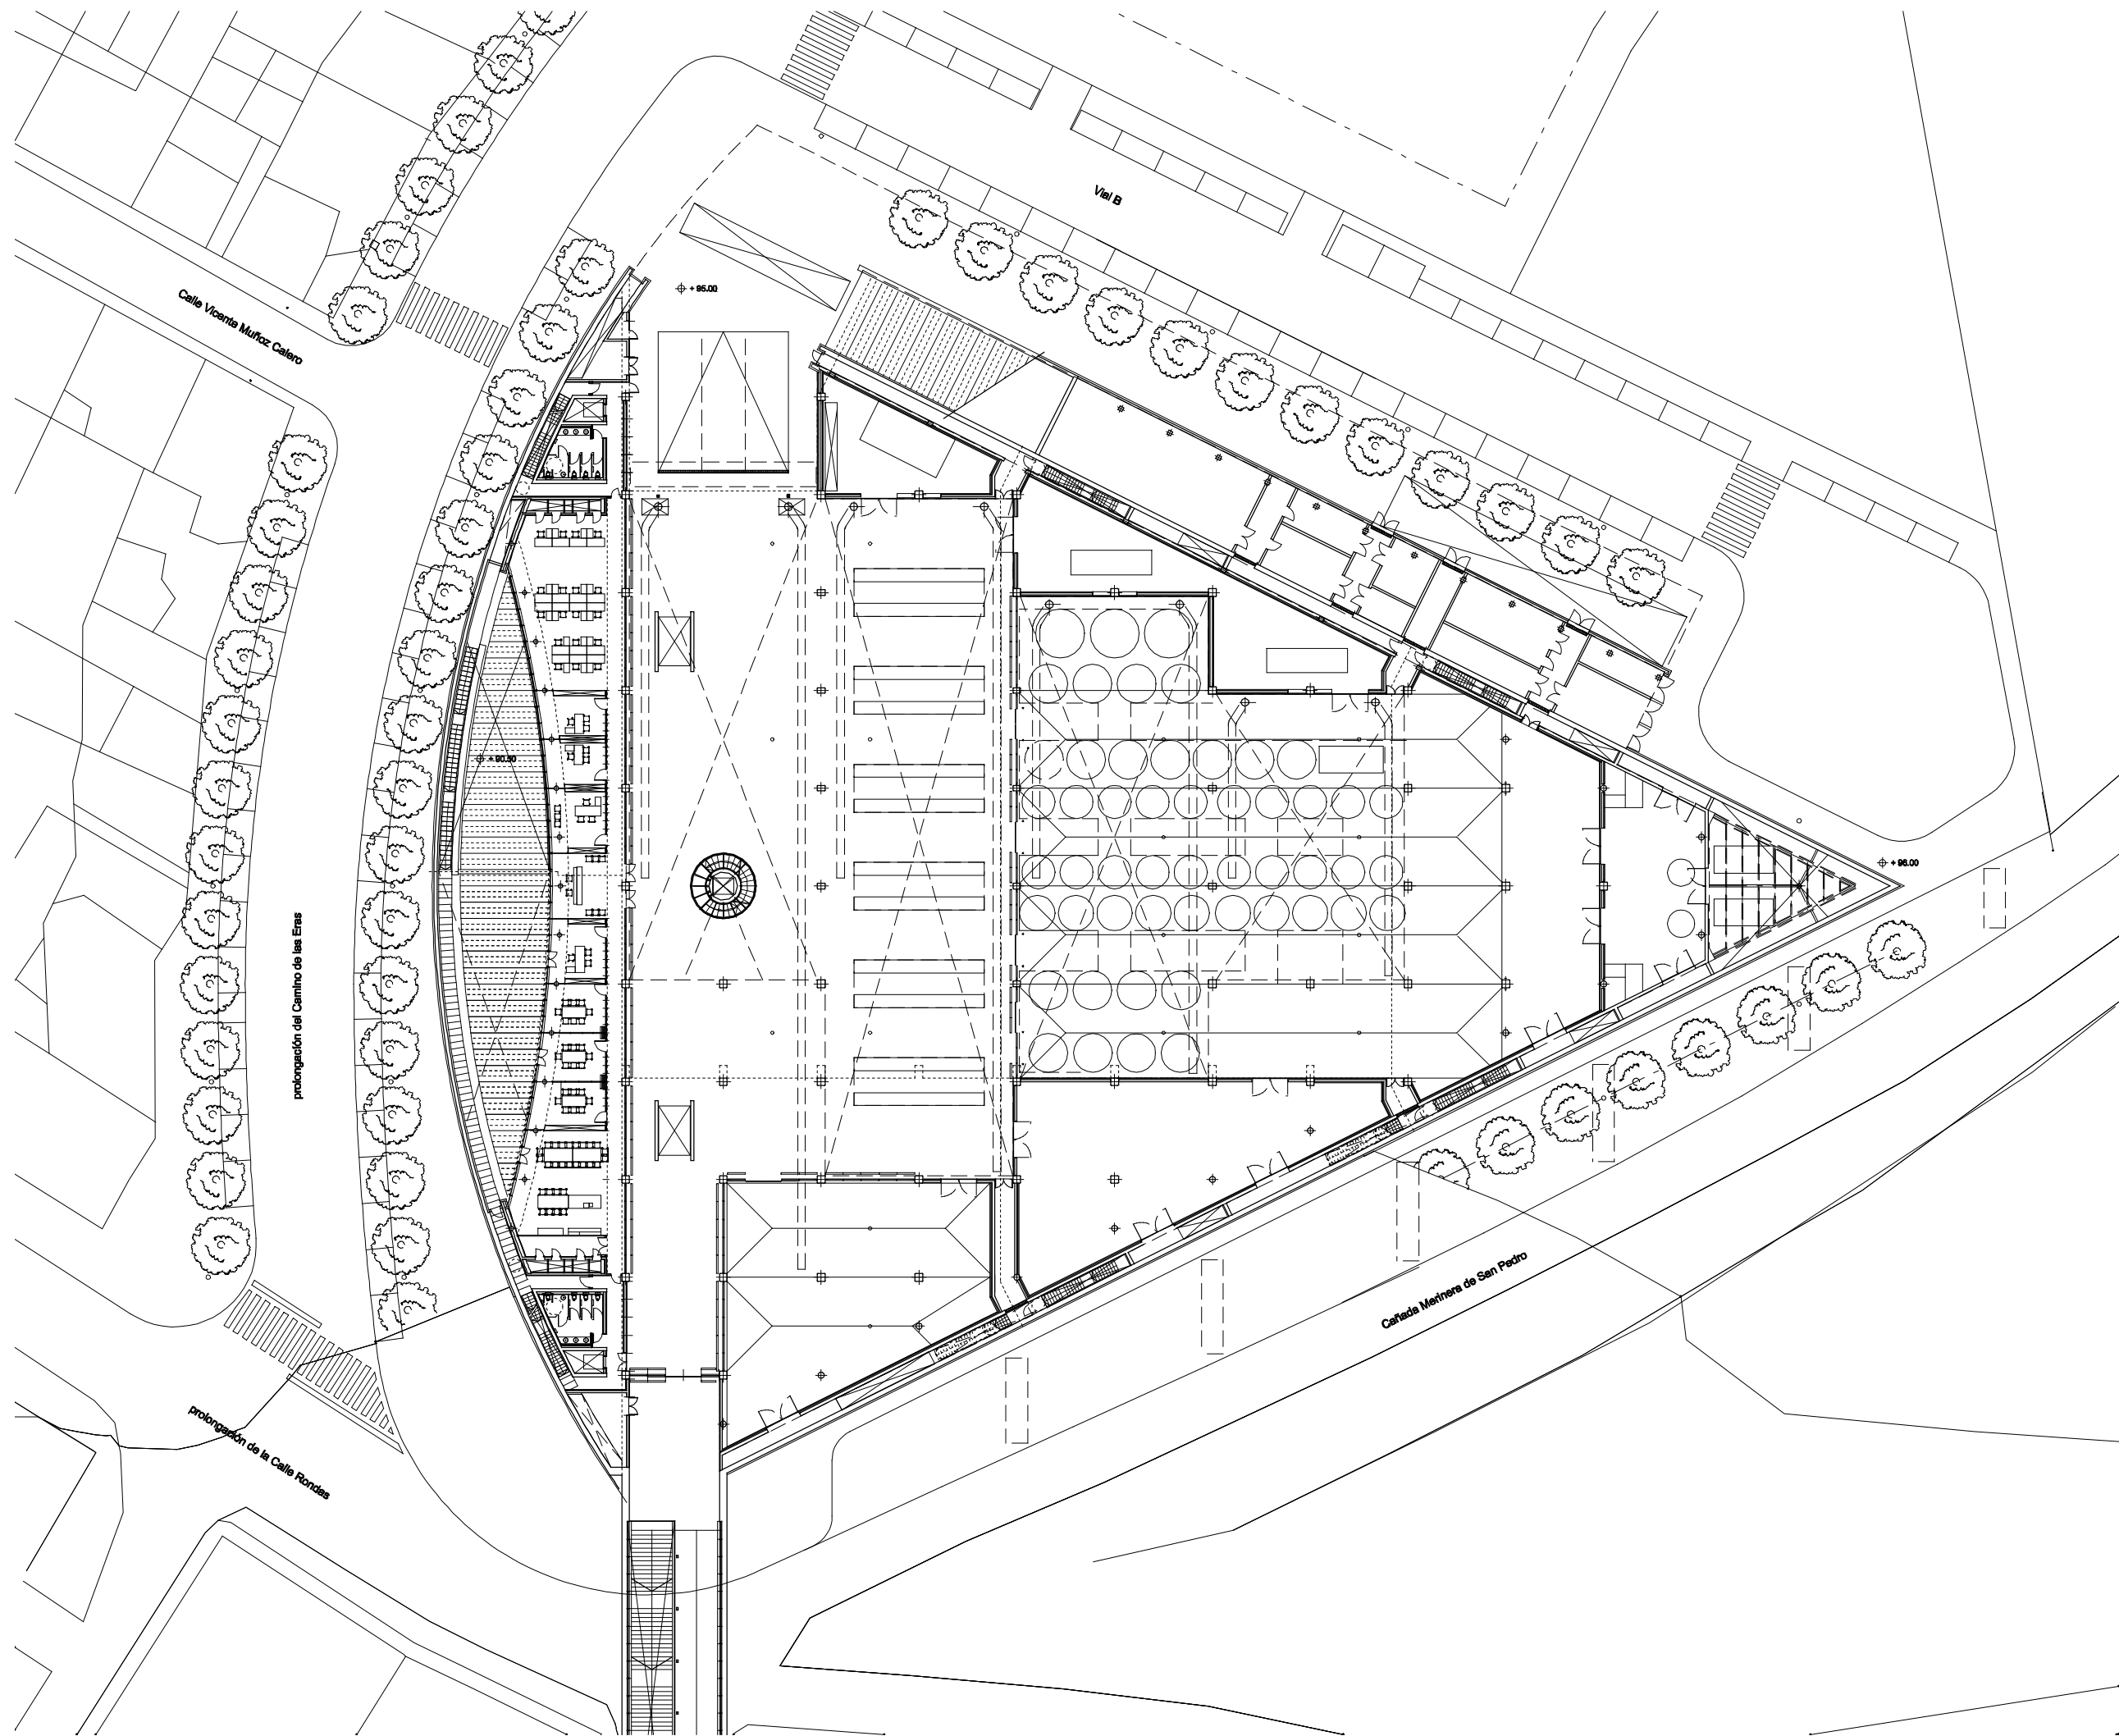 Vial B
+ 95.00
Calle Vicente Muñoz Calero
+ 90.50
+ 96.00
prolongación del Camino de las Eras
Cañada Merinera de San Pedro
prolongación de la Calle Rondas